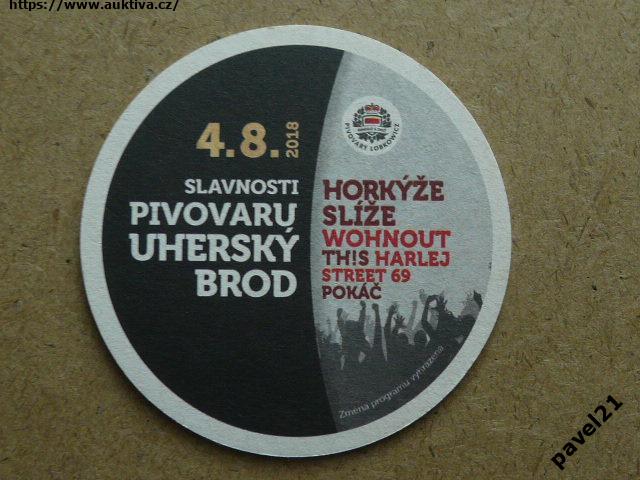 https://www.auktiva.cz/
4.8.2018
SLAVNOSTI
PIVOVARU
UHERSKÝ
BROD
PIVOVARY LOBKOWICZ
HORKÝŽE
SLÍŽE
WOHNOUT
TH!S HARLEJ
STREET 69
POKÁČ
Změna programu vyhrazena
pavel21